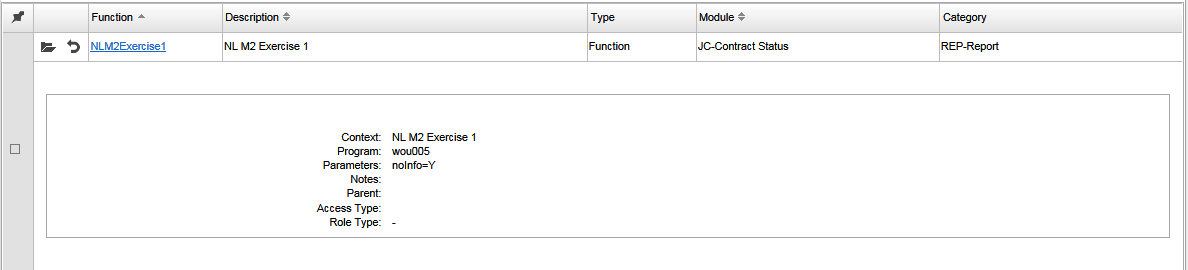 Function Description Type Module Category
NLM2Exercise1 NL M2 Exercise 1 Function JC-Contract Status REP-Report
Context: NL M2 Exercise 1
Program: wou005
Parameters: noInfo=Y
Notes:
Parent:
Access Type:
Role Type: -